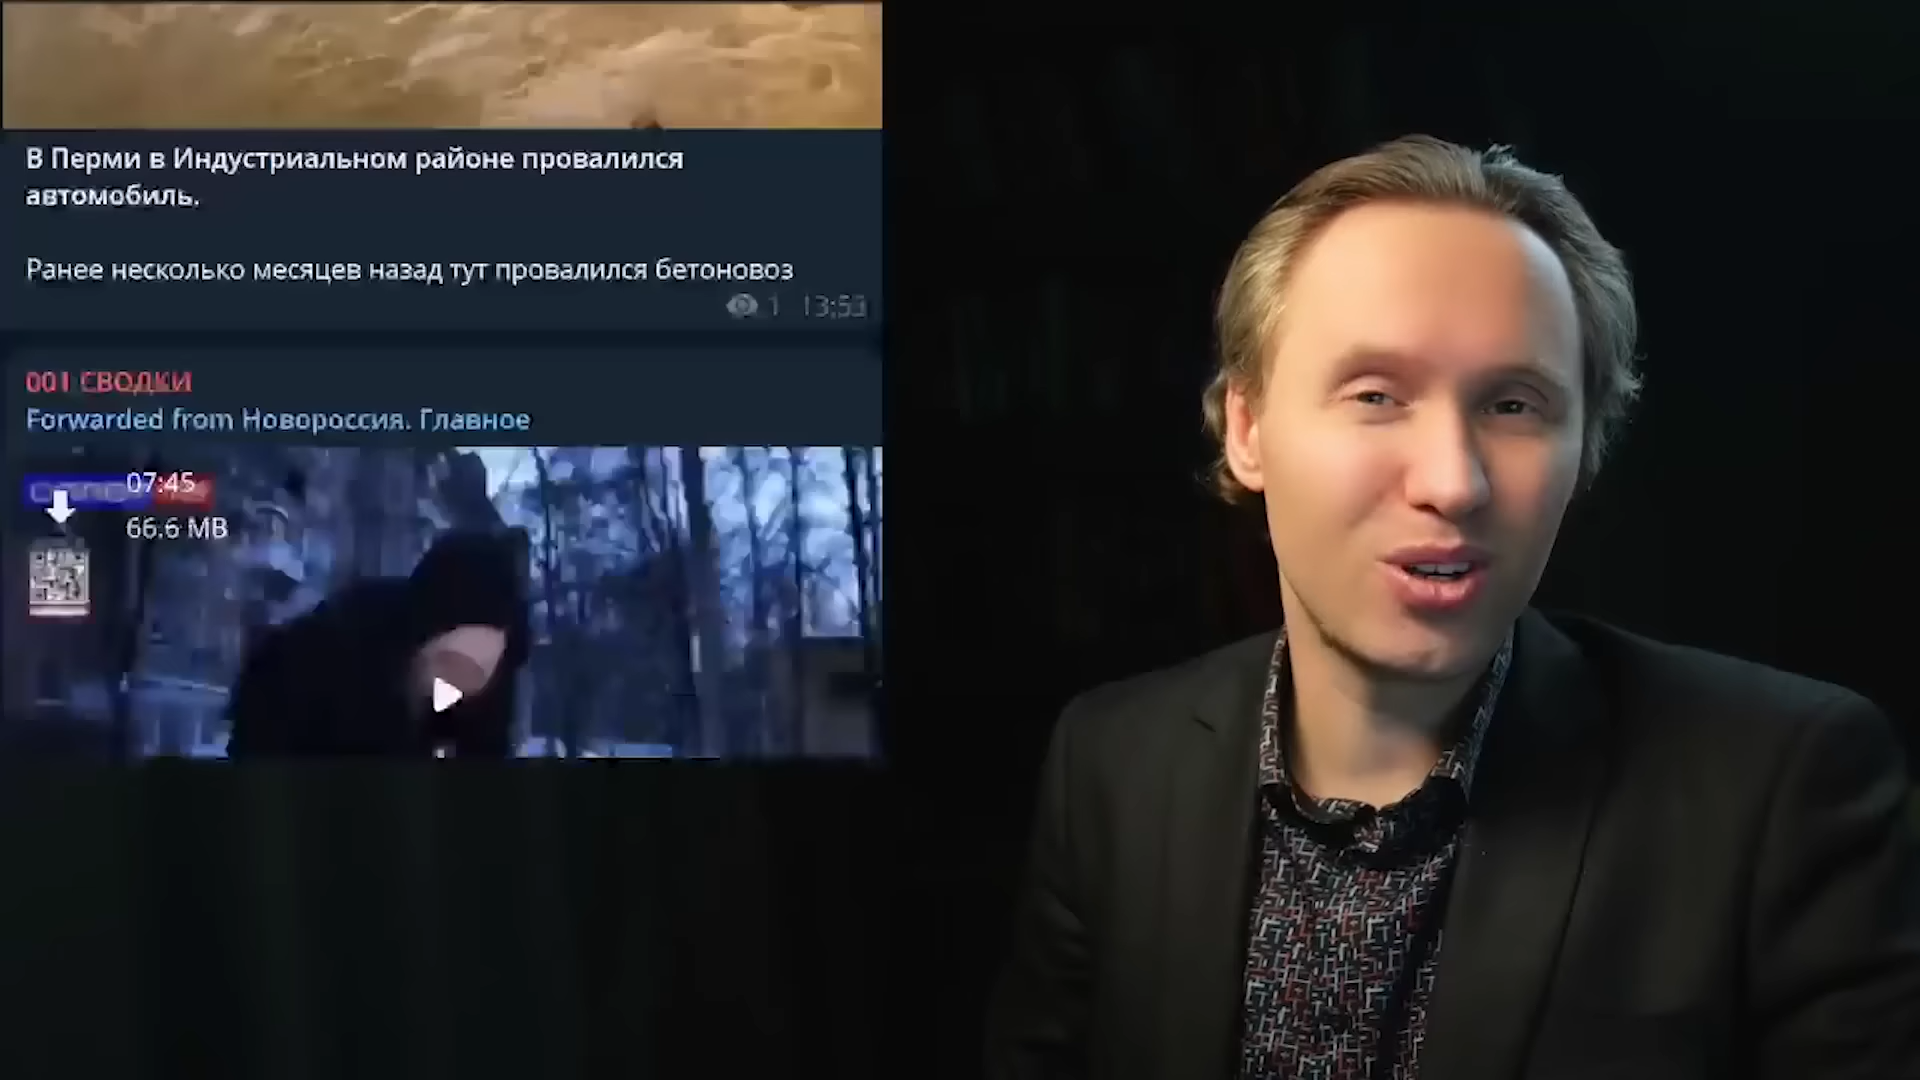 В Перми в Индустриальном районе провалился
автомобиль.
Ранее несколько месяцев назад тут провалился бетоновоз
1 13:53
001 СВОДКИ
Forwarded from Новороссия. Главное
07:45
66.6 MB